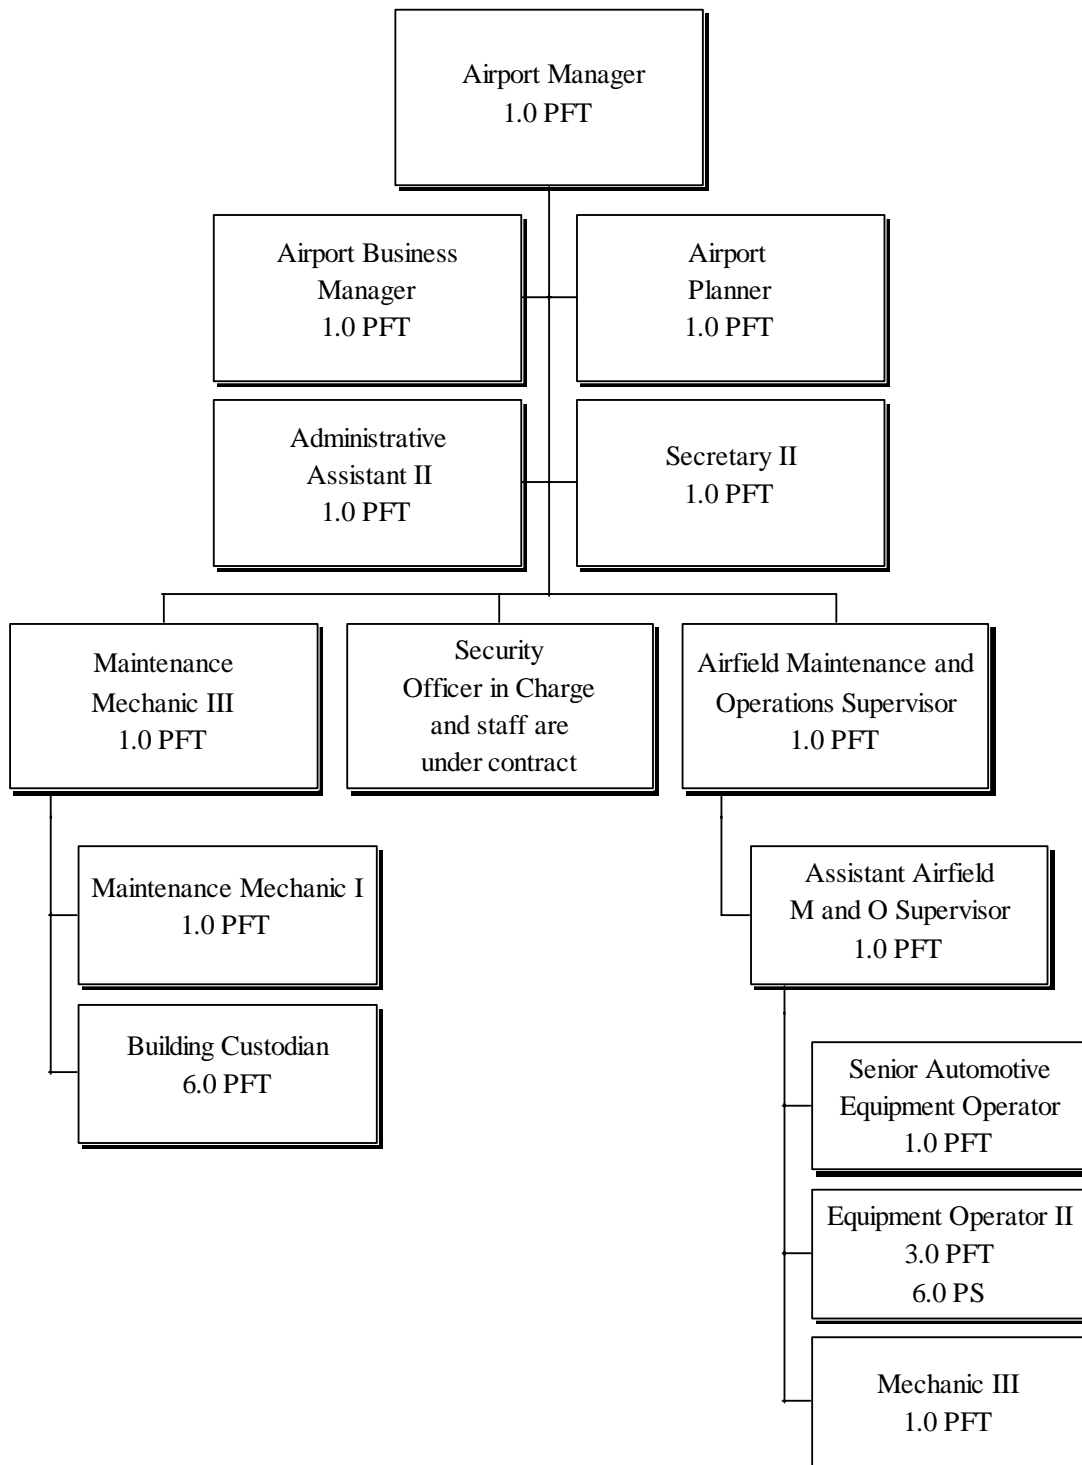 Airport Manager
1.0 PFT
Airport Business
Manager
1.0 PFT
Airport
Planner
1.0 PFT
Administrative
Assistant II
1.0 PFT
Secretary II
1.0 PFT
Maintenance
Mechanic III
1.0 PFT
Security
Officer in Charge
and staff are
under contract
Airfield Maintenance and
Operations Supervisor
1.0 PFT
Maintenance Mechanic I
1.0 PFT
Building Custodian
6.0 PFT
Assistant Airfield
M and O Supervisor
1.0 PFT
Senior Automotive
Equipment Operator
1.0 PFT
Equipment Operator II
3.0 PFT
6.0 PS
Mechanic III
1.0 PFT